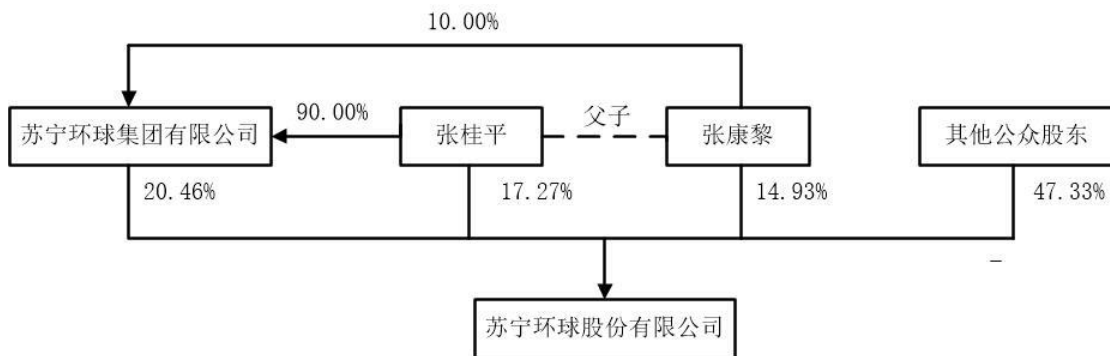 10.00%
苏宁环球集团有限公司
90.00%
张桂平
父子
张康黎
其他公众股东
20.46%
17.27%
14.93%
47.33%
苏宁环球股份有限公司